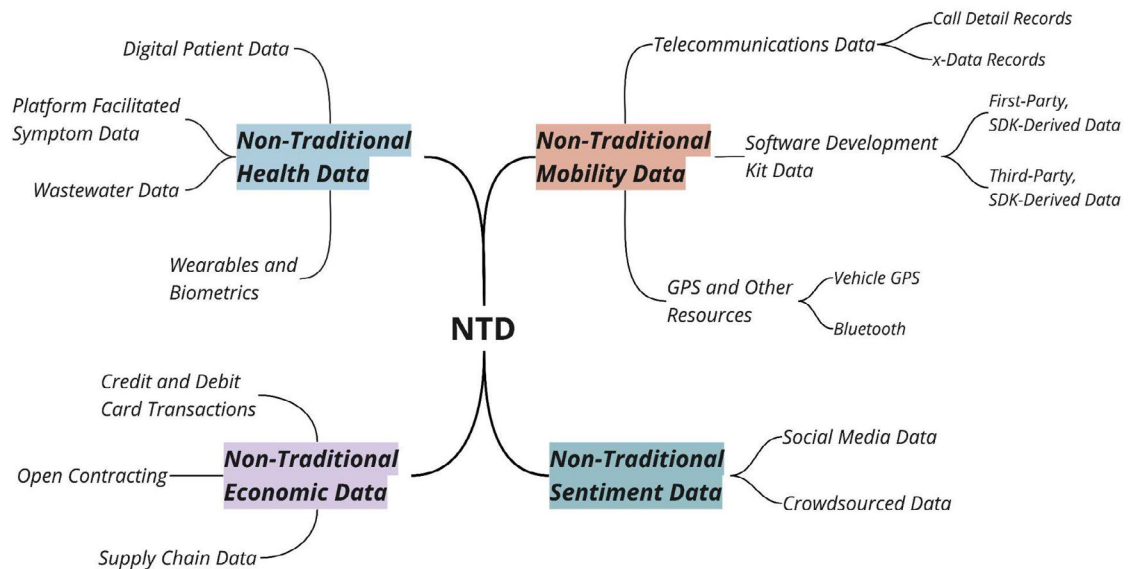 Digital Patient Data
Platform Facilitated
Symptom Data
Wastewater Data
Wearables and
Biometrics
Non-Traditional
Health Data
Non-Traditional
Mobility Data
Telecommunications Data
Call Detail Records
x-Data Records
Software Development
Kit Data
First-Party,
SDK-Derived Data
Third-Party,
SDK-Derived Data
GPS and Other
Resources
Vehicle GPS
Bluetooth
NTD
Credit and Debit
Card Transactions
Open Contracting
Supply Chain Data
Non-Traditional
Economic Data
Non-Traditional
Sentiment Data
Social Media Data
Crowdsourced Data